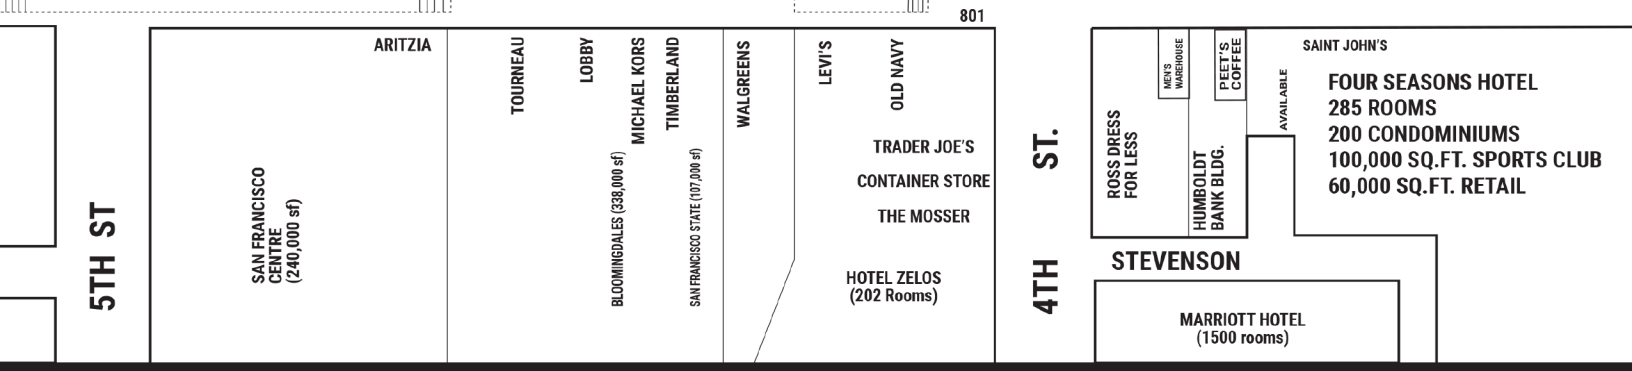 801
ARITZIA
TOURNEAU
LOBBY
MICHAEL KORS
TIMBERLAND
WALGREENS
LEVI'S
OLD NAVY
TRADER JOE'S
CONTAINER STORE
THE MOSSER
HOTEL ZELOS
(202 Rooms)
SAN FRANCISCO
CENTRE
(240,000 sf)
BLOOMINGDALES (338,000 sf)
SAN FRANCISCO STATE (107,000 sf)
5TH ST
4TH ST.
MEN'S
WAREHOUSE
PEET'S
COFFEE
ROSS DRESS
FOR LESS
HUMBOLDT
BANK BLDG.
AVAILABLE
SAINT JOHN'S
FOUR SEASONS HOTEL
285 ROOMS
200 CONDOMINIUMS
100,000 SQ.FT. SPORTS CLUB
60,000 SQ.FT. RETAIL
STEVENSON
MARRIOTT HOTEL
(1500 rooms)